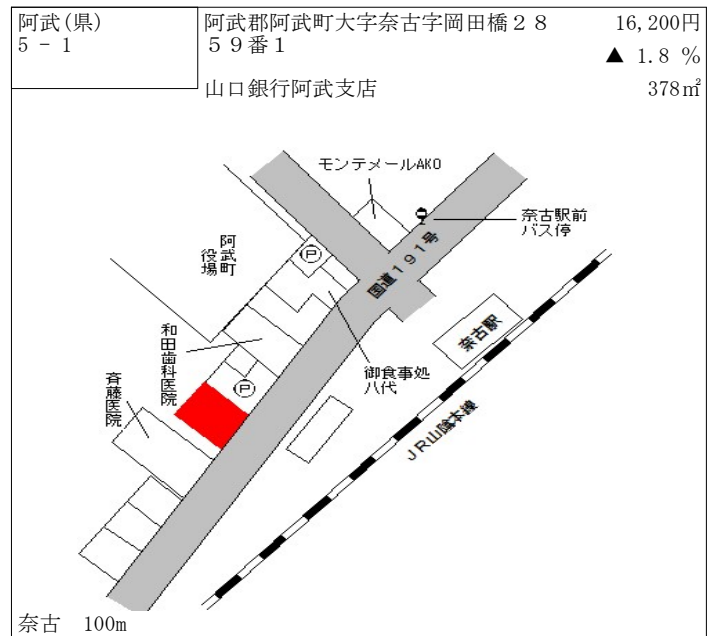 阿武(県)
5 - 1
阿武郡阿武町大字奈古字岡田橋２８
５９番１
山口銀行阿武支店
16,200円
▲ 1.8 %
378㎡
モンテメールAKO
奈古駅前
バス停
国道１９１号
阿武町
役場
Ｐ
和田歯科医院
斉藤医院
Ｐ
御食事処
八代
奈古駅
ＪＲ山陰本線
奈古　100m